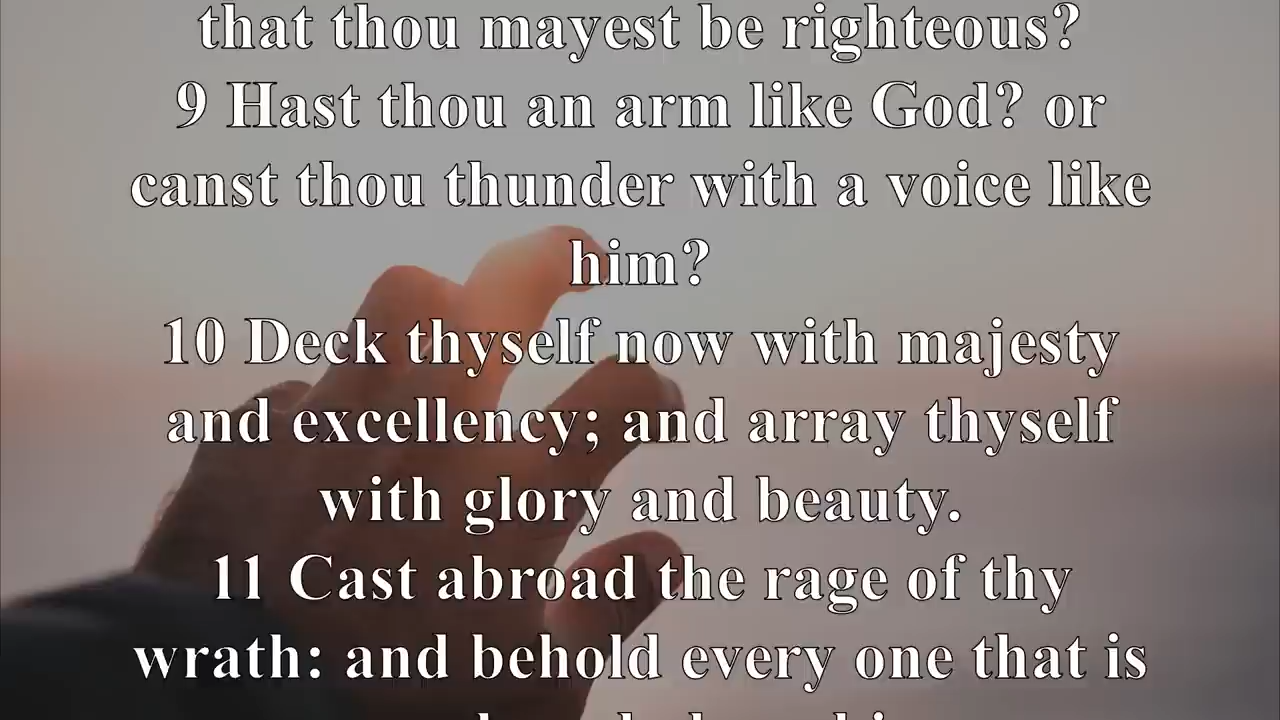 that thou mayest be righteous?
9 Hast thou an arm like God? or
canst thou thunder with a voice like
him?
10 Deck thyself now with majesty
and excellency; and array thyself
with glory and beauty.
11 Cast abroad the rage of thy
wrath: and behold every one that is